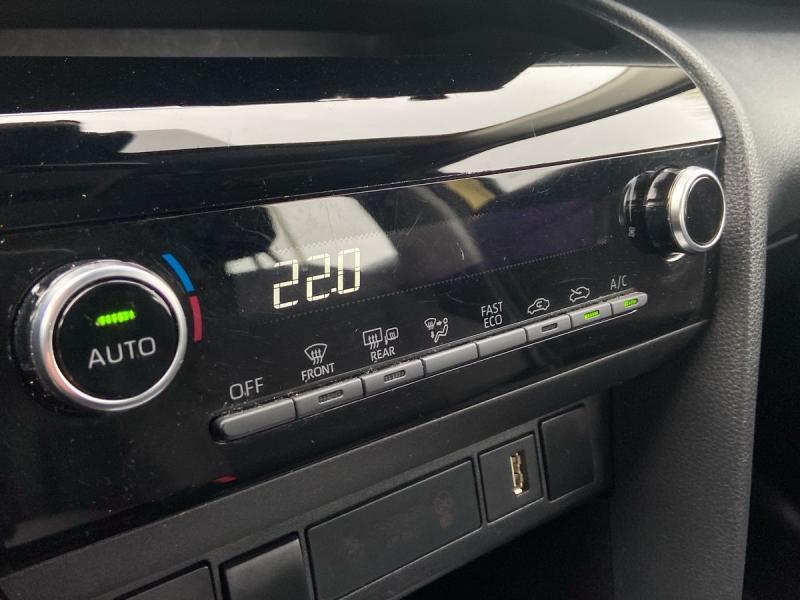 22.0
AUTO
OFF
FRONT
REAR
FAST
ECO
A/C